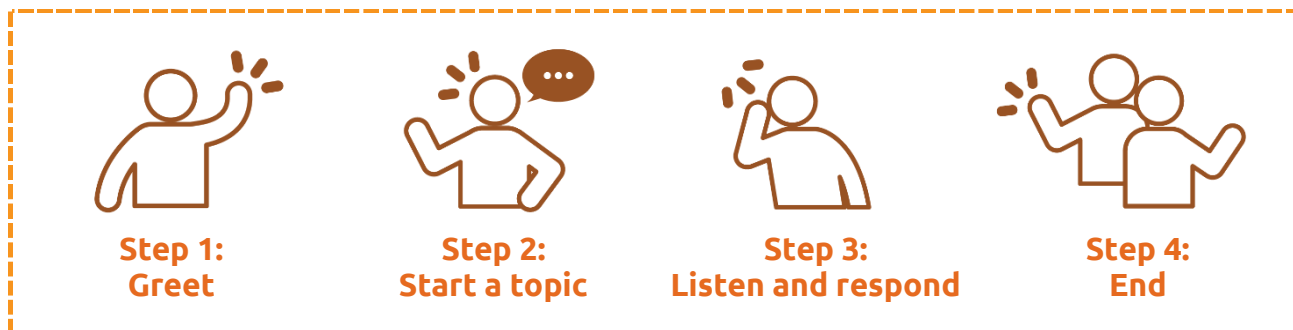 Step 1:
Greet
Step 2:
Start a topic
Step 3:
Listen and respond
Step 4:
End